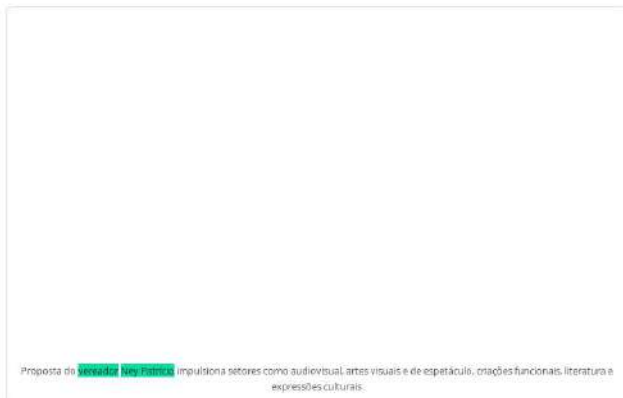 Proposta do vereador Ney Patrício impulsiona setores como audiovisual, artes visuais e de espetáculo, criações funcionais, literatura e
expressões culturais